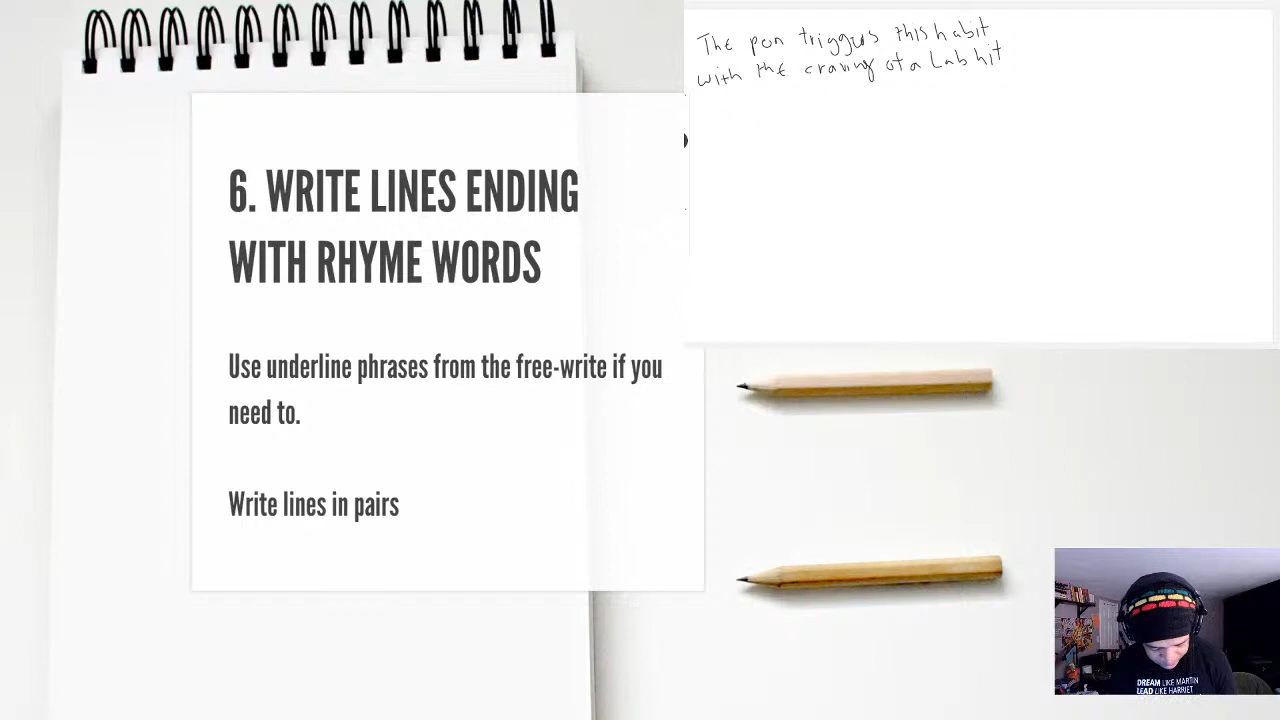 The pen triggers this habit
with the craving of a Lab hit
6. WRITE LINES ENDING
WITH RHYME WORDS
Use underline phrases from the free-write if you
need to.
Write lines in pairs
DREAM LIKE MARTIN
LEAD LIKE HARRIET